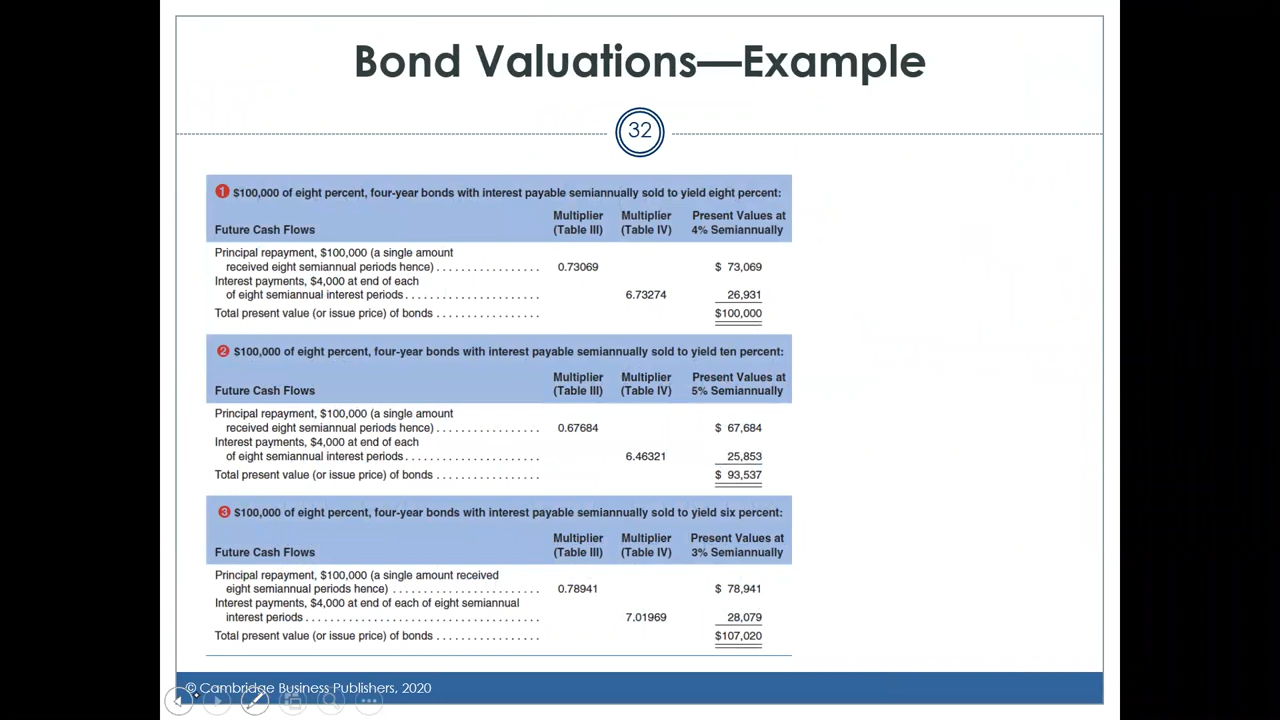 Bond Valuations—Example
32
❶ $100,000 of eight percent, four-year bonds with interest payable semiannually sold to yield eight percent:
Multiplier Multiplier Present Values at
Future Cash Flows (Table III) (Table IV) 4% Semiannually
Principal repayment, $100,000 (a single amount
received eight semiannual periods hence) . . . . . . . . . . . . . . . . . 0.73069 $ 73,069
Interest payments, $4,000 at end of each
of eight semiannual interest periods . . . . . . . . . . . . . . . . . . . . . . 6.73274 26,931
Total present value (or issue price) of bonds . . . . . . . . . . . . . . . . . $100,000
❷ $100,000 of eight percent, four-year bonds with interest payable semiannually sold to yield ten percent:
Multiplier Multiplier Present Values at
Future Cash Flows (Table III) (Table IV) 5% Semiannually
Principal repayment, $100,000 (a single amount
received eight semiannual periods hence) . . . . . . . . . . . . . . . . . 0.67684 $ 67,684
Interest payments, $4,000 at end of each
of eight semiannual interest periods . . . . . . . . . . . . . . . . . . . . . . 6.46321 25,853
Total present value (or issue price) of bonds . . . . . . . . . . . . . . . . . $ 93,537
❸ $100,000 of eight percent, four-year bonds with interest payable semiannually sold to yield six percent:
Multiplier Multiplier Present Values at
Future Cash Flows (Table III) (Table IV) 3% Semiannually
Principal repayment, $100,000 (a single amount received
eight semiannual periods hence) . . . . . . . . . . . . . . . . . . . . . . . . 0.78941 $ 78,941
Interest payments, $4,000 at end of each of eight semiannual
interest periods . . . . . . . . . . . . . . . . . . . . . . . . . . . . . . . . . . . . . . 7.01969 28,079
Total present value (or issue price) of bonds . . . . . . . . . . . . . . . . . $107,020
© Cambridge Business Publishers, 2020